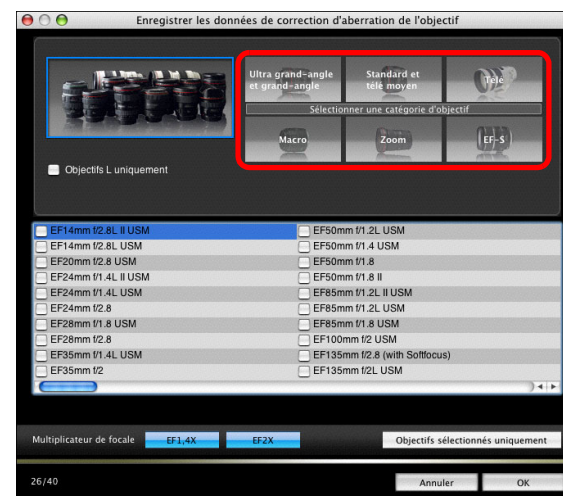 Enregistrer les données de correction d'aberration de l'objectif
Ultra grand-angle et grand-angle
Standard et télé moyen
Télé
Sélectionner une catégorie d'objectif
Macro
Zoom
EF-S
Objectifs L uniquement
EF14mm f/2.8L II USM
EF14mm f/2.8L USM
EF20mm f/2.8 USM
EF24mm f/1.4L II USM
EF24mm f/1.4L USM
EF24mm f/2.8
EF28mm f/1.8 USM
EF28mm f/2.8
EF35mm f/1.4L USM
EF35mm f/2
EF50mm f/1.2L USM
EF50mm f/1.4 USM
EF50mm f/1.8
EF50mm f/1.8 II
EF85mm f/1.2L II USM
EF85mm f/1.2L USM
EF85mm f/1.8 USM
EF100mm f/2 USM
EF135mm f/2.8 (with Softfocus)
EF135mm f/2L USM
Multiplicateur de focale
EF1,4X
EF2X
Objectifs sélectionnés uniquement
26/40
Annuler
OK